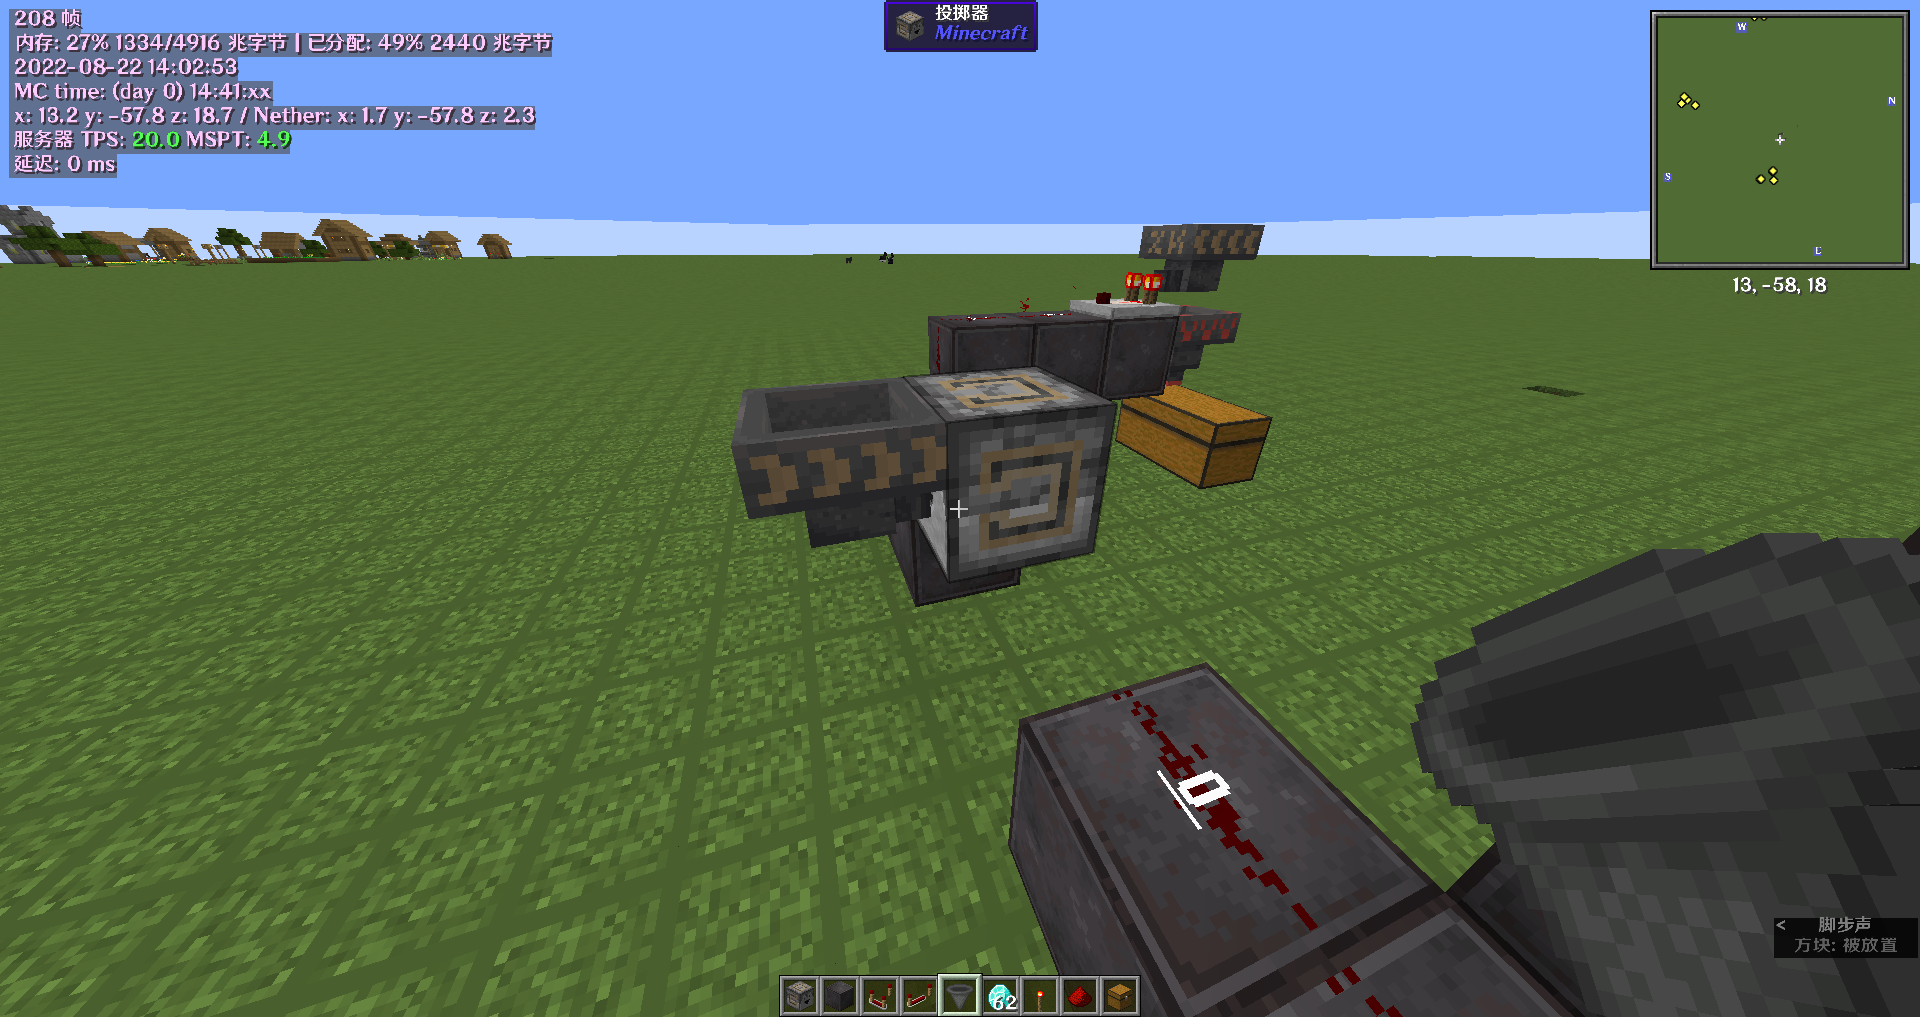 208 帧
内存: 27% 1334/4916 兆字节 | 已分配: 49% 2440 兆字节
2022-08-22 14:02:53
MC time: (day 0) 14:41:xx
x: 13.2 y: -57.8 z: 18.7 / Nether: x: 1.7 y: -57.8 z: 2.3
服务器 TPS: 20.0 MSPT: 4.9
延迟: 0 ms
投掷器
Minecraft
W
N
S
E
13, -58, 18
< 脚步声
方块: 被放置
62